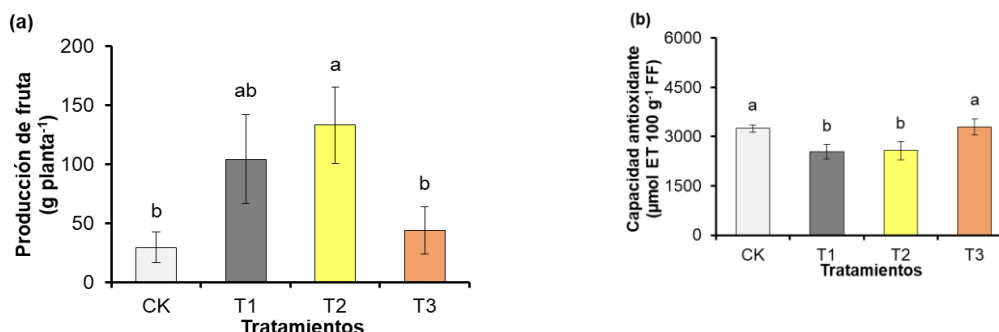 (a)
Producción de fruta
(g planta⁻¹)
200
150
100
50
0
b
ab
a
b
CK
T1
T2
T3
Tratamientos
(b)
Capacidad antioxidante
(µmol ET 100 g⁻¹ FF)
6000
4500
3000
1500
0
a
b
b
a
CK
T1
T2
T3
Tratamientos